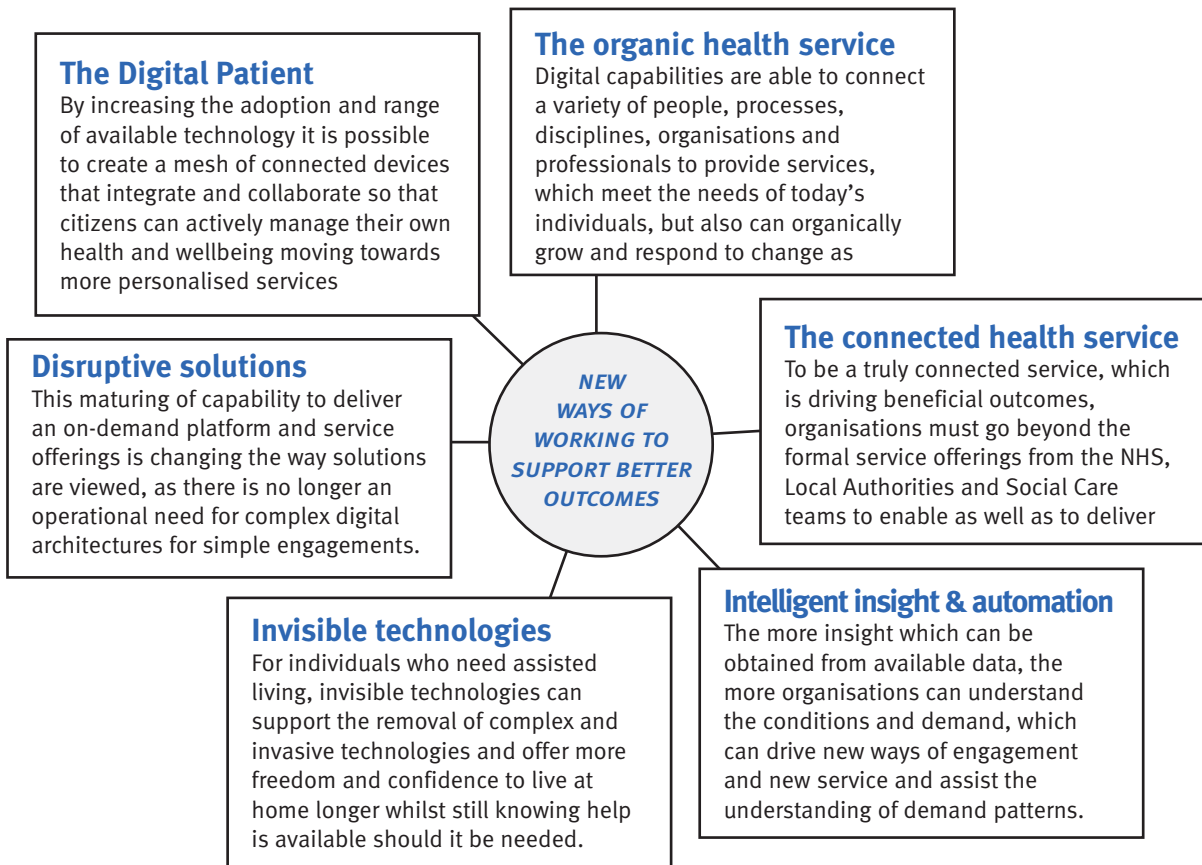 The Digital Patient
By increasing the adoption and range
of available technology it is possible
to create a mesh of connected devices
that integrate and collaborate so that
citizens can actively manage their own
health and wellbeing moving towards
more personalised services
The organic health service
Digital capabilities are able to connect
a variety of people, processes,
disciplines, organisations and
professionals to provide services,
which meet the needs of today’s
individuals, but also can organically
grow and respond to change as
Disruptive solutions
This maturing of capability to deliver
an on-demand platform and service
offerings is changing the way solutions
are viewed, as there is no longer an
operational need for complex digital
architectures for simple engagements.
NEW
WAYS OF
WORKING TO
SUPPORT BETTER
OUTCOMES
The connected health service
To be a truly connected service, which
is driving beneficial outcomes,
organisations must go beyond the
formal service offerings from the NHS,
Local Authorities and Social Care
teams to enable as well as to deliver
Invisible technologies
For individuals who need assisted
living, invisible technologies can
support the removal of complex and
invasive technologies and offer more
freedom and confidence to live at
home longer whilst still knowing help
is available should it be needed.
Intelligent insight & automation
The more insight which can be
obtained from available data, the
more organisations can understand
the conditions and demand, which
can drive new ways of engagement
and new service and assist the
understanding of demand patterns.